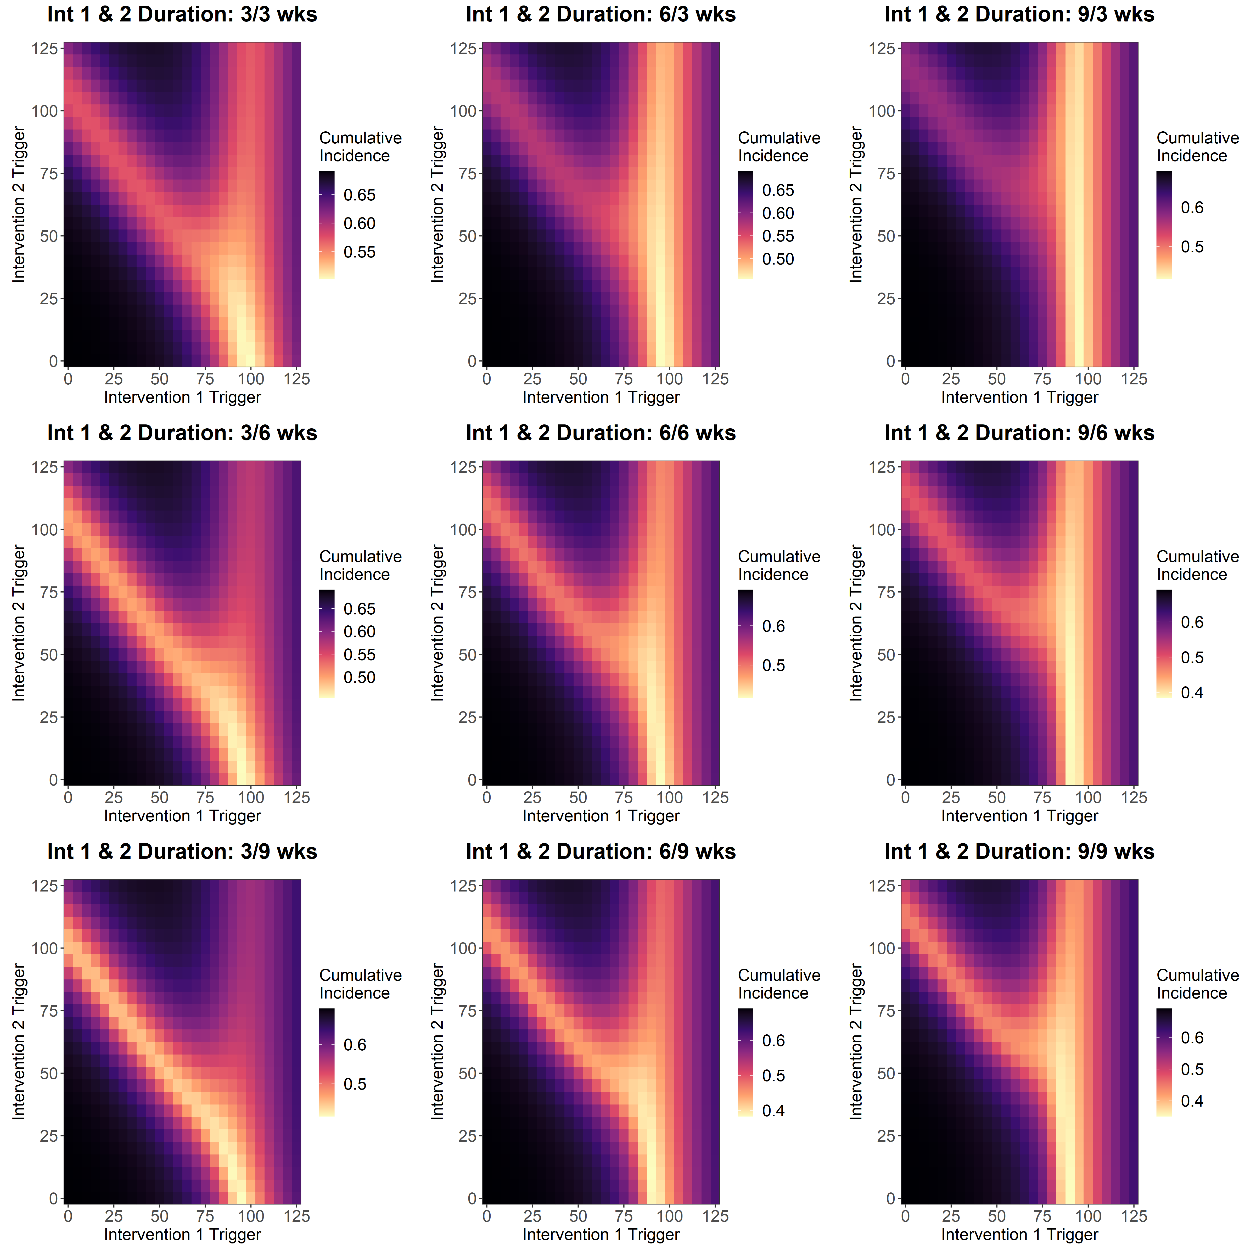 Int 1 & 2 Duration: 3/3 wks
125
100
75
50
25
0
Intervention 2 Trigger
0 25 50 75 100 125
Intervention 1 Trigger
Cumulative
Incidence
0.65
0.60
0.55
Int 1 & 2 Duration: 6/3 wks
125
100
75
50
25
0
Intervention 2 Trigger
0 25 50 75 100 125
Intervention 1 Trigger
Cumulative
Incidence
0.65
0.60
0.55
0.50
Int 1 & 2 Duration: 9/3 wks
125
100
75
50
25
0
Intervention 2 Trigger
0 25 50 75 100 125
Intervention 1 Trigger
Cumulative
Incidence
0.6
0.5
Int 1 & 2 Duration: 3/6 wks
125
100
75
50
25
0
Intervention 2 Trigger
0 25 50 75 100 125
Intervention 1 Trigger
Cumulative
Incidence
0.65
0.60
0.55
0.50
Int 1 & 2 Duration: 6/6 wks
125
100
75
50
25
0
Intervention 2 Trigger
0 25 50 75 100 125
Intervention 1 Trigger
Cumulative
Incidence
0.6
0.5
Int 1 & 2 Duration: 9/6 wks
125
100
75
50
25
0
Intervention 2 Trigger
0 25 50 75 100 125
Intervention 1 Trigger
Cumulative
Incidence
0.6
0.5
0.4
Int 1 & 2 Duration: 3/9 wks
125
100
75
50
25
0
Intervention 2 Trigger
0 25 50 75 100 125
Intervention 1 Trigger
Cumulative
Incidence
0.6
0.5
Int 1 & 2 Duration: 6/9 wks
125
100
75
50
25
0
Intervention 2 Trigger
0 25 50 75 100 125
Intervention 1 Trigger
Cumulative
Incidence
0.6
0.5
0.4
Int 1 & 2 Duration: 9/9 wks
125
100
75
50
25
0
Intervention 2 Trigger
0 25 50 75 100 125
Intervention 1 Trigger
Cumulative
Incidence
0.6
0.5
0.4